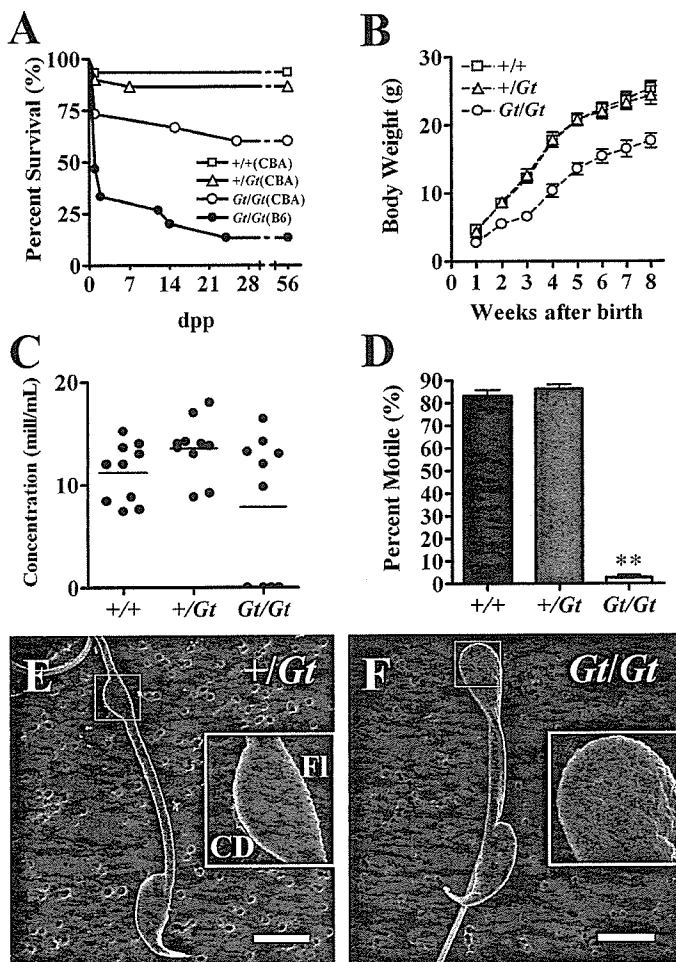 A
Percent Survival (%)
100
75
50
25
0
0 7 14 21 28 56
dpp
+/+(CBA)
+/Gt(CBA)
Gt/Gt(CBA)
Gt/Gt(B6)
B
Body Weight (g)
30
20
10
0
0 1 2 3 4 5 6 7 8
Weeks after birth
+/+
+/Gt
Gt/Gt
C
Concentration (mill/mL)
20
10
0
+/+ +/Gt Gt/Gt
D
Percent Motile (%)
90
80
70
60
50
40
30
20
10
0
**
+/+ +/Gt Gt/Gt
E
+/Gt
Fl
CD
F
Gt/Gt